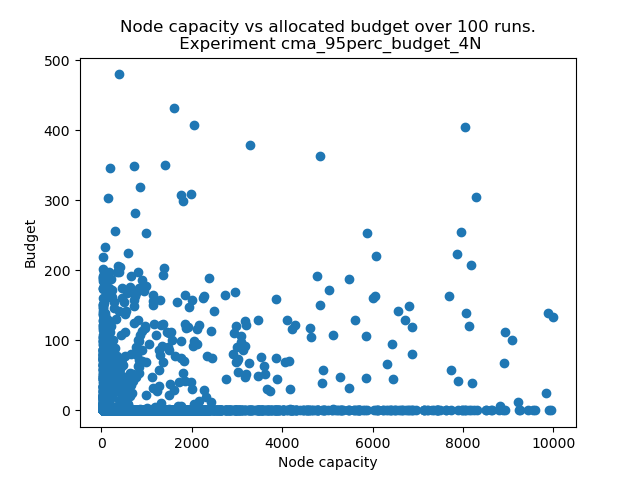 Node capacity vs allocated budget over 100 runs.
Experiment cma_95perc_budget_4N
500
400
300
200
100
0
Budget
0 2000 4000 6000 8000 10000
Node capacity